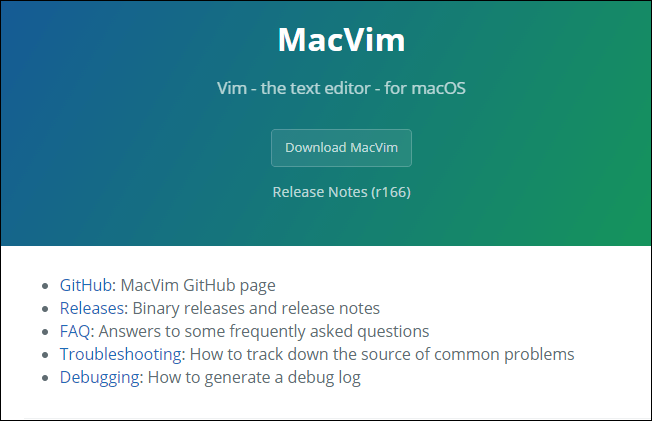 MacVim
Vim - the text editor - for macOS
Download MacVim
Release Notes (r166)
• GitHub: MacVim GitHub page
• Releases: Binary releases and release notes
• FAQ: Answers to some frequently asked questions
• Troubleshooting: How to track down the source of common problems
• Debugging: How to generate a debug log